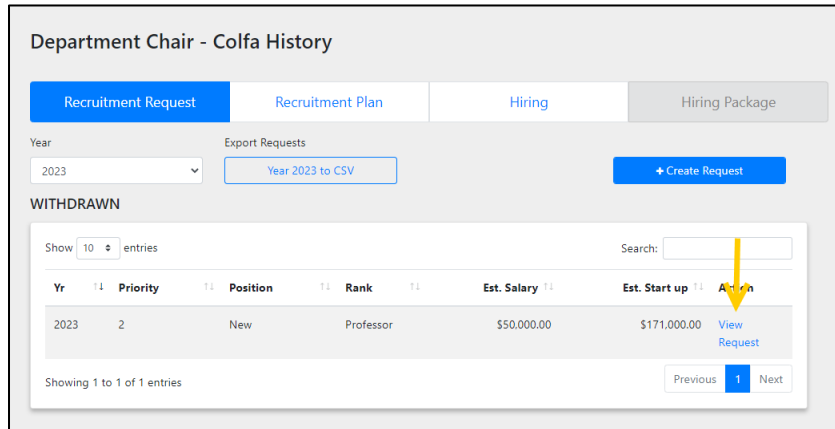 Department Chair - Colfa History
Recruitment Request Recruitment Plan Hiring Hiring Package
Year Export Requests
2023 Year 2023 to CSV + Create Request
WITHDRAWN
Show 10 entries Search:
Yr Priority Position Rank Est. Salary Est. Start up Action
2023 2 New Professor $50,000.00 $171,000.00 View
Request
Showing 1 to 1 of 1 entries Previous 1 Next